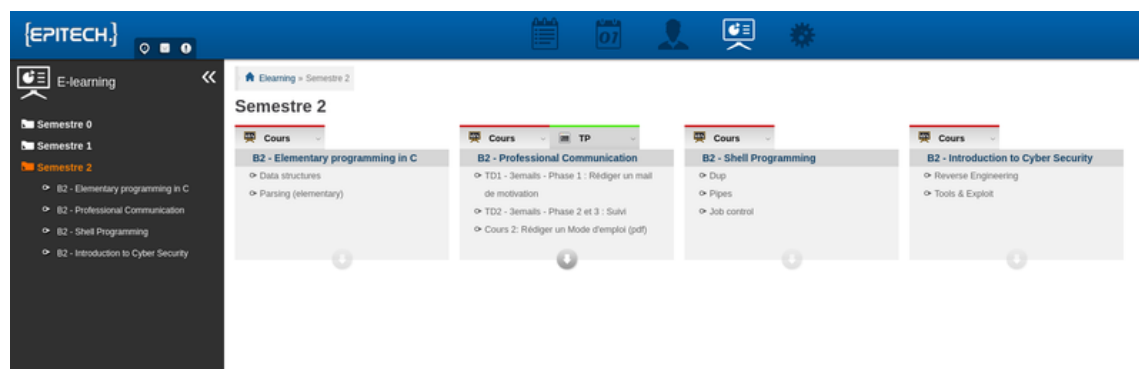 {EPITECH.}
01
E-learning
Semestre 0
Semestre 1
Semestre 2
B2 - Elementary programming in C
B2 - Professional Communication
B2 - Shell Programming
B2 - Introduction to Cyber Security
Elearning » Semestre 2
Semestre 2
Cours
B2 - Elementary programming in C
Data structures
Parsing (elementary)
Cours TP
B2 - Professional Communication
TD1 - 3emails - Phase 1 : Rédiger un mail
de motivation
TD2 - 3emails - Phase 2 et 3 : Suivi
Cours 2: Rédiger un Mode d'emploi (pdf)
Cours
B2 - Shell Programming
Dup
Pipes
Job control
Cours
B2 - Introduction to Cyber Security
Reverse Engineering
Tools & Exploit